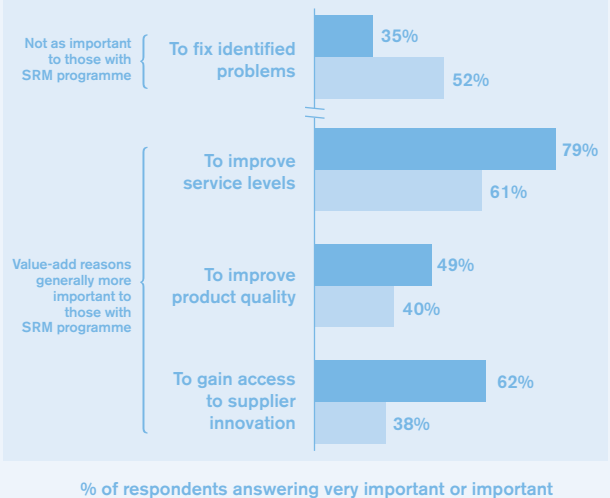 Not as important
to those with
SRM programme
To fix identified
problems
35%
52%
Value-add reasons
generally more
important to
those with
SRM programme
To improve
service levels
79%
61%
To improve
product quality
49%
40%
To gain access
to supplier
innovation
62%
38%
% of respondents answering very important or important